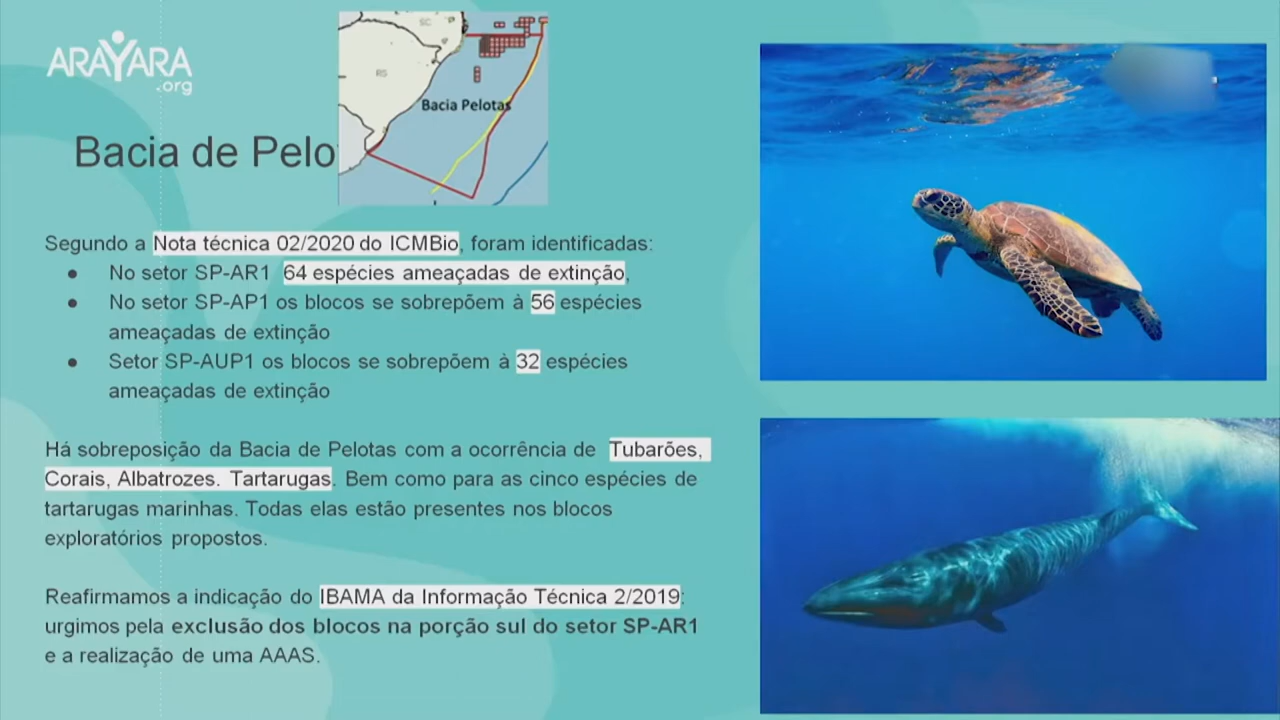 ARAYARA
.org
SC
RS
Bacia Pelotas
Bacia de Pelo
Segundo a Nota técnica 02/2020 do ICMBio, foram identificadas:
● No setor SP-AR1 64 espécies ameaçadas de extinção,
● No setor SP-AP1 os blocos se sobrepõem à 56 espécies
ameaçadas de extinção
● Setor SP-AUP1 os blocos se sobrepõem à 32 espécies
ameaçadas de extinção
Há sobreposição da Bacia de Pelotas com a ocorrência de Tubarões,
Corais, Albatrozes. Tartarugas. Bem como para as cinco espécies de
tartarugas marinhas. Todas elas estão presentes nos blocos
exploratórios propostos.
Reafirmamos a indicação do IBAMA da Informação Técnica 2/2019:
urgimos pela exclusão dos blocos na porção sul do setor SP-AR1
e a realização de uma AAAS.